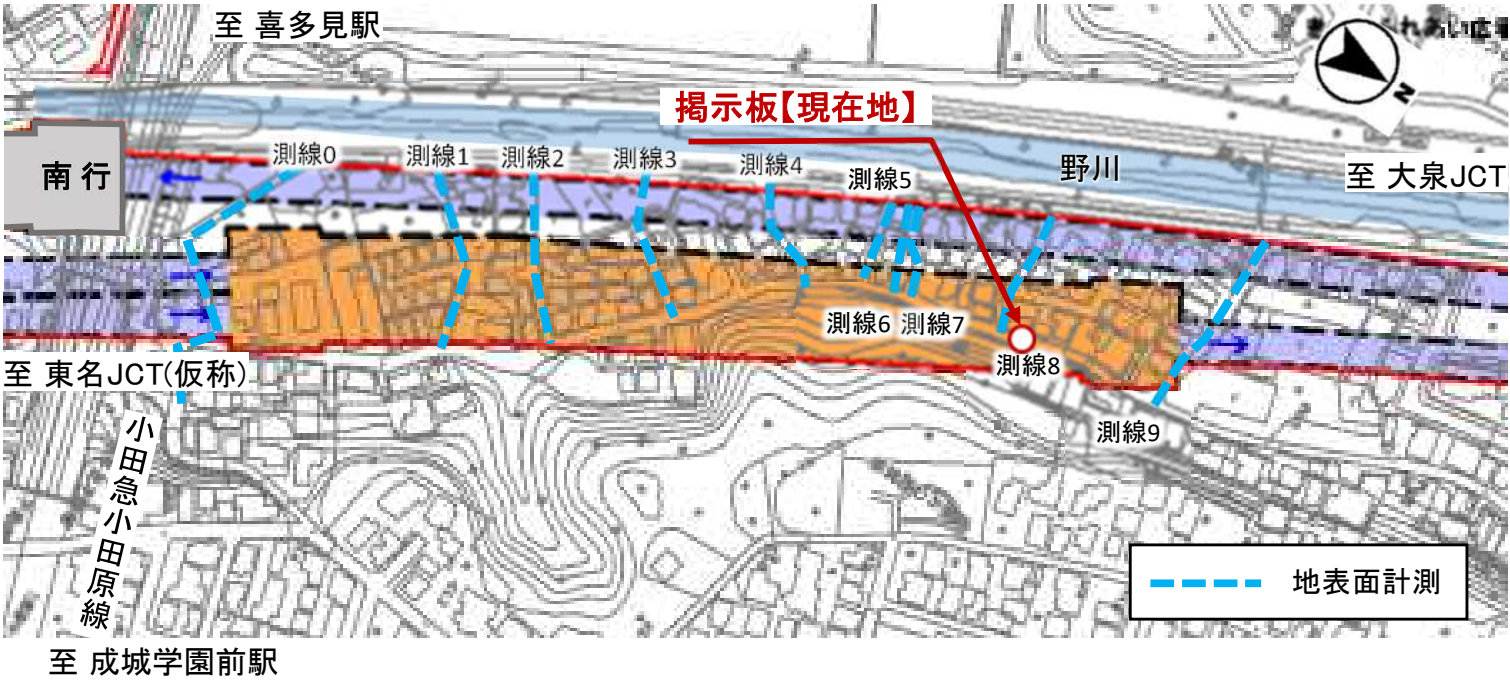 至 喜多見駅
れあい広
N
掲示板【現在地】
測線0
測線1
測線2
測線3
測線4
測線5
野川
至 大泉JCT
南行
測線6
測線7
測線8
至 東名JCT(仮称)
測線9
小田急小田原線
地表面計測
至 成城学園前駅